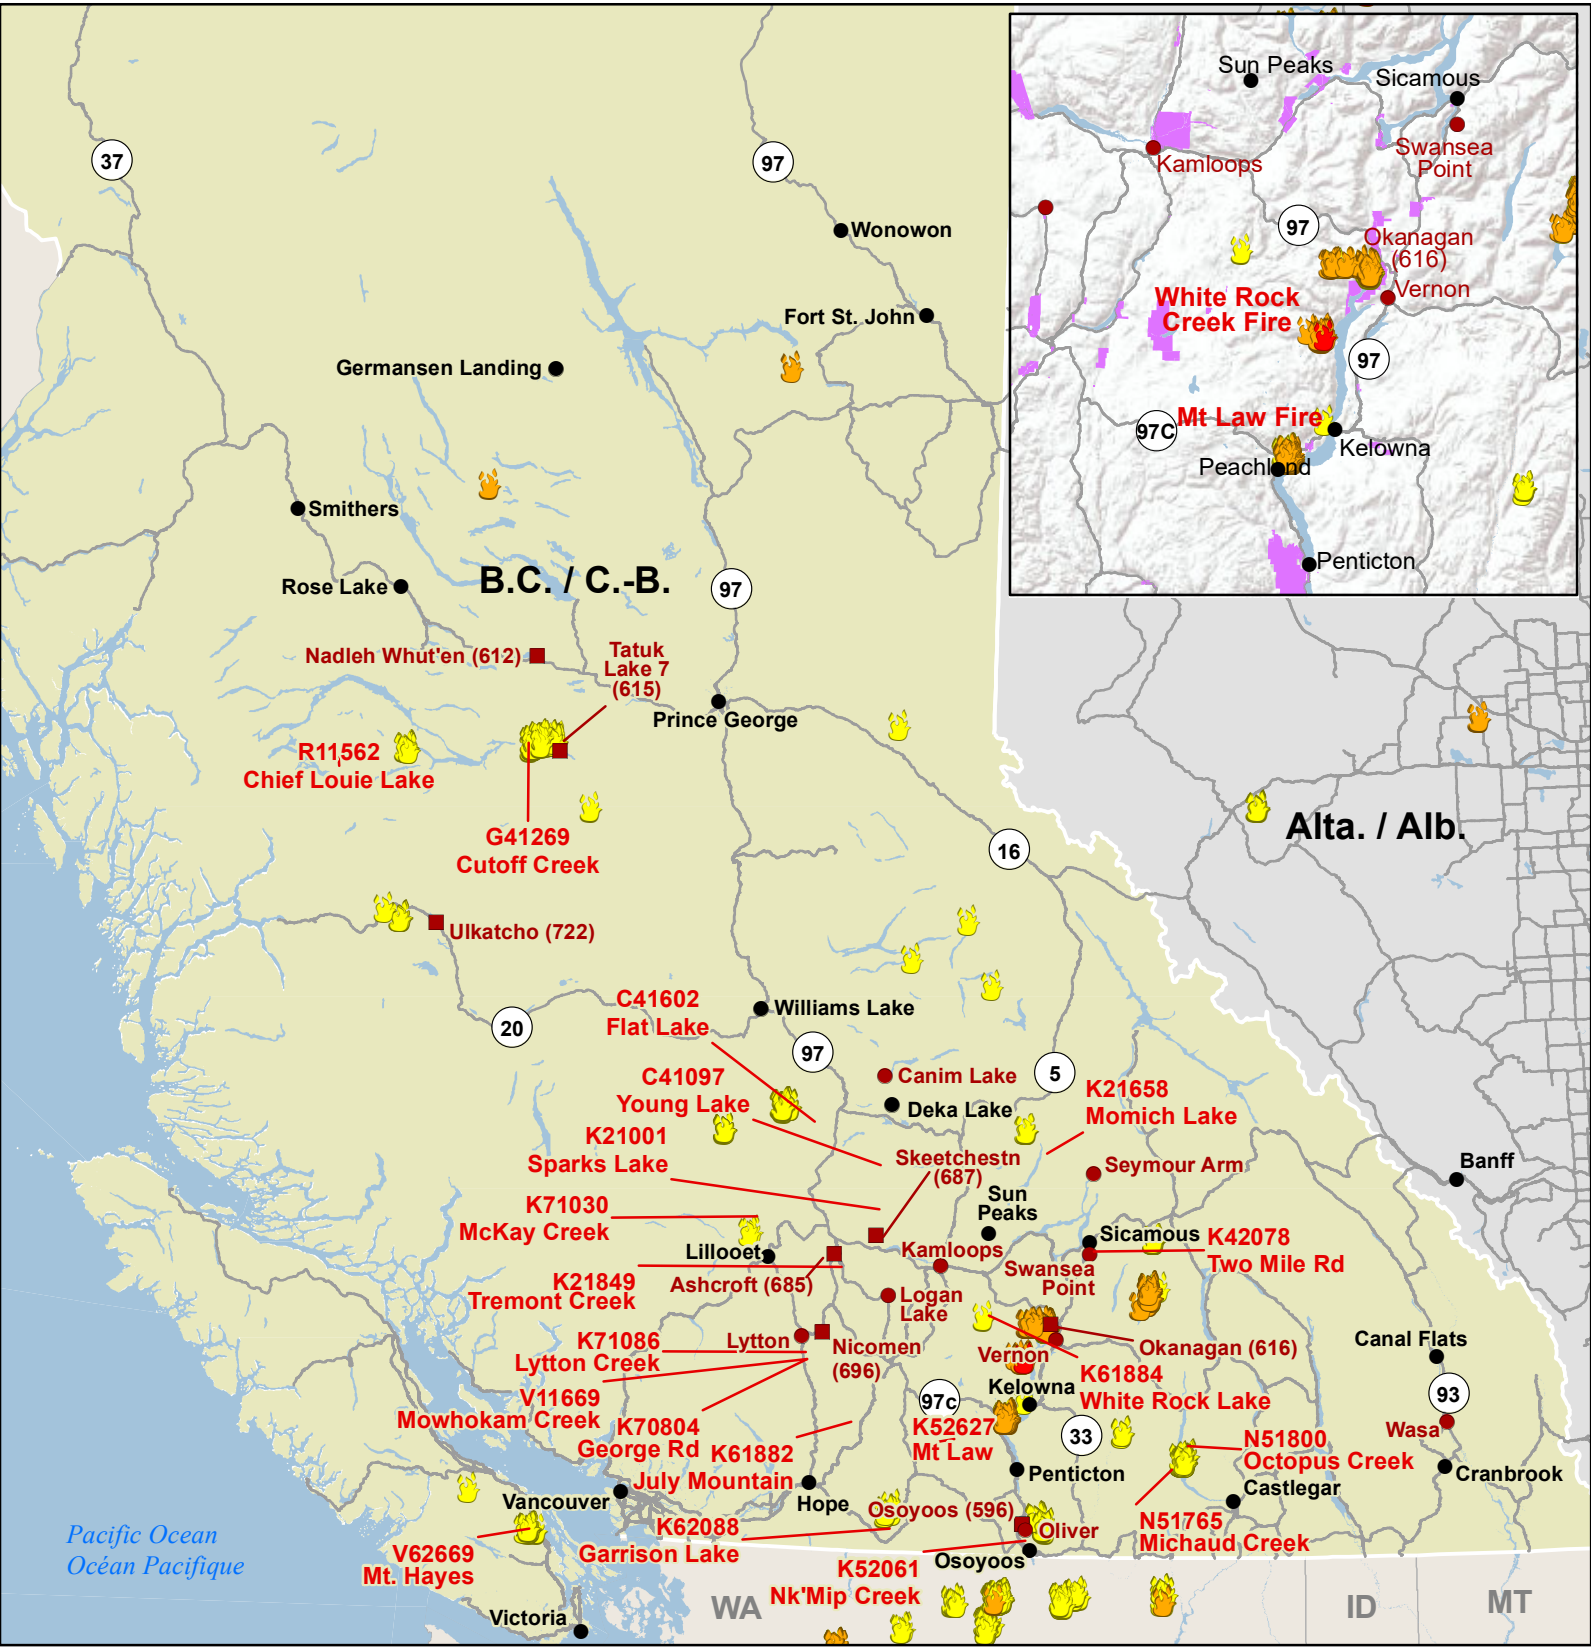 37
97
Wonowon
Fort St. John
Germansen Landing
Smithers
Rose Lake
B.C. / C.-B.
97
Nadleh Whut'en (612)
Tatuk
Lake 7
(615)
Prince George
R11562
Chief Louie Lake
G41269
Cutoff Creek
16
Alta. / Alb.
Ulkatcho (722)
20
C41602
Flat Lake
Williams Lake
97
Canim Lake
5
Deka Lake
C41097
Young Lake
K21658
Momich Lake
K21001
Sparks Lake
Skeetchestn
(687)
Seymour Arm
Banff
K71030
McKay Creek
Sun
Peaks
Lillooet
Sicamous
K42078
Two Mile Rd
Kamloops
Swansea
Point
K21849
Tremont Creek
Ashcroft (685)
Logan
Lake
K71086
Lytton Creek
Lytton
Nicomen
(696)
Vernon
Okanagan (616)
Canal Flats
V11669
Mowhokam Creek
97c
Kelowna
K61884
White Rock Lake
93
K70804
George Rd
K61882
July Mountain
K52627
Mt Law
33
Wasa
N51800
Octopus Creek
Penticton
Cranbrook
Castlegar
Vancouver
Hope
Osoyoos (596)
Oliver
N51765
Michaud Creek
Pacific Ocean
Océan Pacifique
V62669
Mt. Hayes
K62088
Garrison Lake
K52061
Nk'Mip Creek
Osoyoos
Victoria
WA
ID
MT
Sun Peaks
Sicamous
Swansea
Point
Kamloops
97
Okanagan
(616)
Vernon
White Rock
Creek Fire
97
Mt Law Fire
97C
Kelowna
Peachland
Penticton